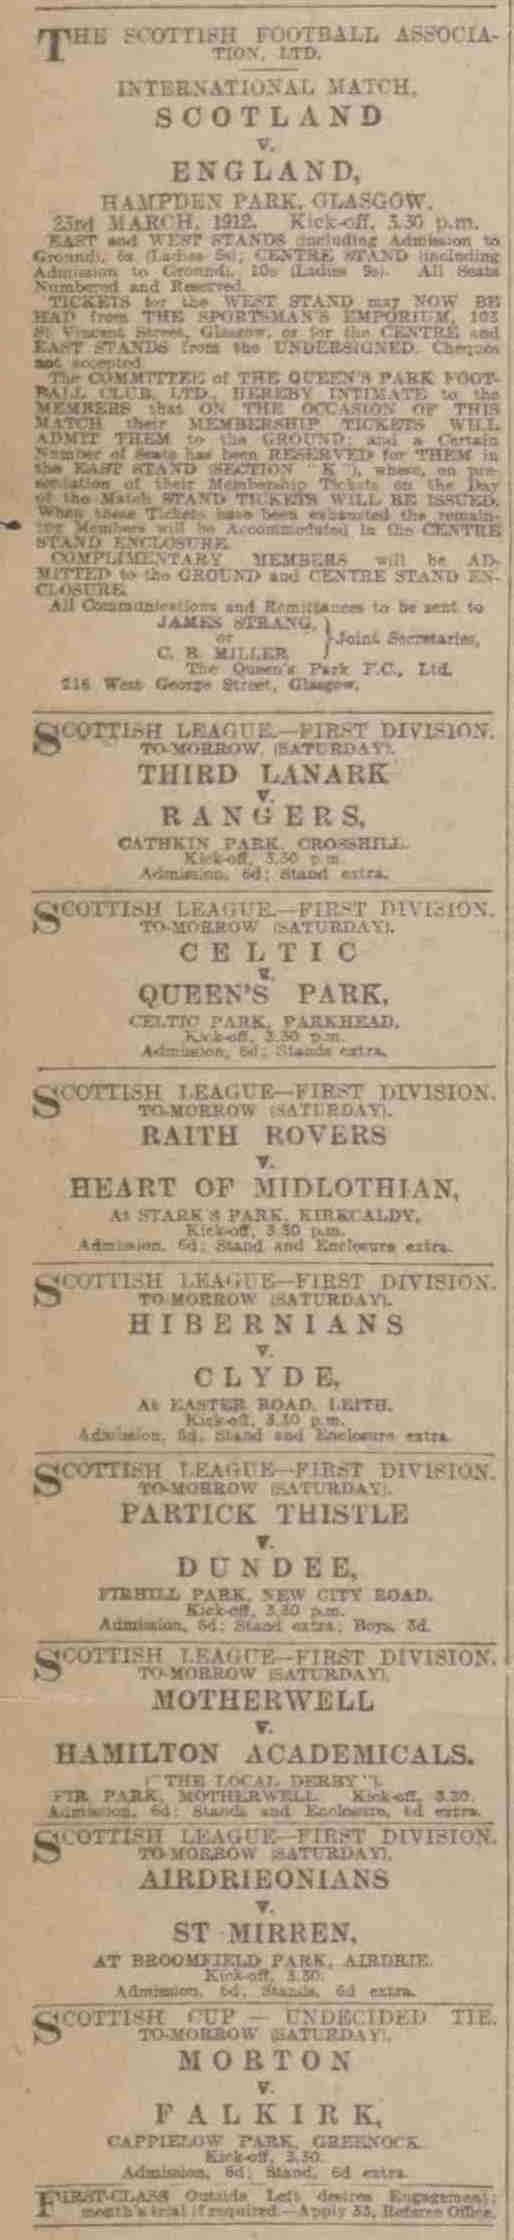 THE SCOTTISH FOOTBALL ASSOCIA-
TION, LTD.
INTERNATIONAL MATCH,
SCOTLAND
v.
ENGLAND,
HAMPDEN PARK, GLASGOW.
23rd MARCH, 1912. Kick-off, 3.30 p.m.
EAST and WEST STANDS (including Admission to
Ground), 6s (Ladies 5s); CENTRE STAND (including
Admission to Ground), 10s (Ladies 9s). All Seats
Numbered and Reserved.
TICKETS for the WEST STAND may NOW BE
HAD from THE SPORTSMAN'S EMPORIUM, 103
St Vincent Street, Glasgow, or for the CENTRE and
EAST STANDS from the UNDERSIGNED. Cheques
not accepted.
The COMMITTEE of THE QUEEN'S PARK FOOT-
BALL CLUB, LTD., HEREBY INTIMATE to the
MEMBERS that ON THE OCCASION OF THIS
MATCH their MEMBERSHIP TICKETS WILL
ADMIT THEM to the GROUND; and a Certain
Number of Seats has been RESERVED for THEM in
the EAST STAND (SECTION "K"), where, on pre-
sentation of their Membership Tickets on the Day
of the Match STAND TICKETS WILL BE ISSUED.
When these Tickets have been exhausted the remain-
ing Members will be Accommodated in the CENTRE
STAND ENCLOSURE.
COMPLIMENTARY MEMBERS will be AD-
MITTED to the GROUND and CENTRE STAND EN-
CLOSURE.
All Communications and Remittances to be sent to
JAMES STRANG,
or } Joint Secretaries,
C. B. MILLER
The Queen's Park F.C., Ltd.
216 West George Street, Glasgow.
SCOTTISH LEAGUE.—FIRST DIVISION.
TO-MORROW (SATURDAY).
THIRD LANARK
v.
RANGERS,
CATHKIN PARK, CROSSHILL.
Kick-off, 3.30 p.m.
Admission, 6d; Stand extra.
SCOTTISH LEAGUE.—FIRST DIVISION.
TO-MORROW (SATURDAY).
CELTIC
v.
QUEEN'S PARK,
CELTIC PARK, PARKHEAD.
Kick-off, 3.30 p.m.
Admission, 6d; Stands extra.
SCOTTISH LEAGUE—FIRST DIVISION.
TO-MORROW (SATURDAY).
RAITH ROVERS
v.
HEART OF MIDLOTHIAN,
At STARK'S PARK, KIRKCALDY,
Kick-off, 3.30 p.m.
Admission, 6d; Stand and Enclosure extra.
SCOTTISH LEAGUE—FIRST DIVISION.
TO-MORROW (SATURDAY).
HIBERNIANS
v.
CLYDE,
At EASTER ROAD, LEITH.
Kick-off, 3.30 p.m.
Admission, 6d, Stand and Enclosure extra.
SCOTTISH LEAGUE—FIRST DIVISION.
TO-MORROW (SATURDAY).
PARTICK THISTLE
v.
DUNDEE,
FIRHILL PARK, NEW CITY ROAD.
Kick-off, 3.30 p.m.
Admission, 6d; Stand extra; Boys, 3d.
SCOTTISH LEAGUE—FIRST DIVISION.
TO-MORROW (SATURDAY).
MOTHERWELL
v.
HAMILTON ACADEMICALS.
("THE LOCAL DERBY").
FIR PARK, MOTHERWELL. Kick-off, 3.30.
Admission, 6d; Stands and Enclosure, 6d extra.
SCOTTISH LEAGUE—FIRST DIVISION.
TO-MORROW (SATURDAY).
AIRDRIEONIANS
v.
ST MIRREN,
AT BROOMFIELD PARK, AIRDRIE.
Kick-off, 3.30.
Admission, 6d, Stands, 6d extra.
SCOTTISH CUP — UNDECIDED TIE.
TO-MORROW (SATURDAY).
MORTON
v.
FALKIRK,
CAPPIELOW PARK, GREENOCK.
Kick-off, 3.30.
Admission, 6d; Stand, 6d extra.
FIRST-CLASS Outside Left desires Engagement;
month's trial if required.—Apply 33, Referee Office.